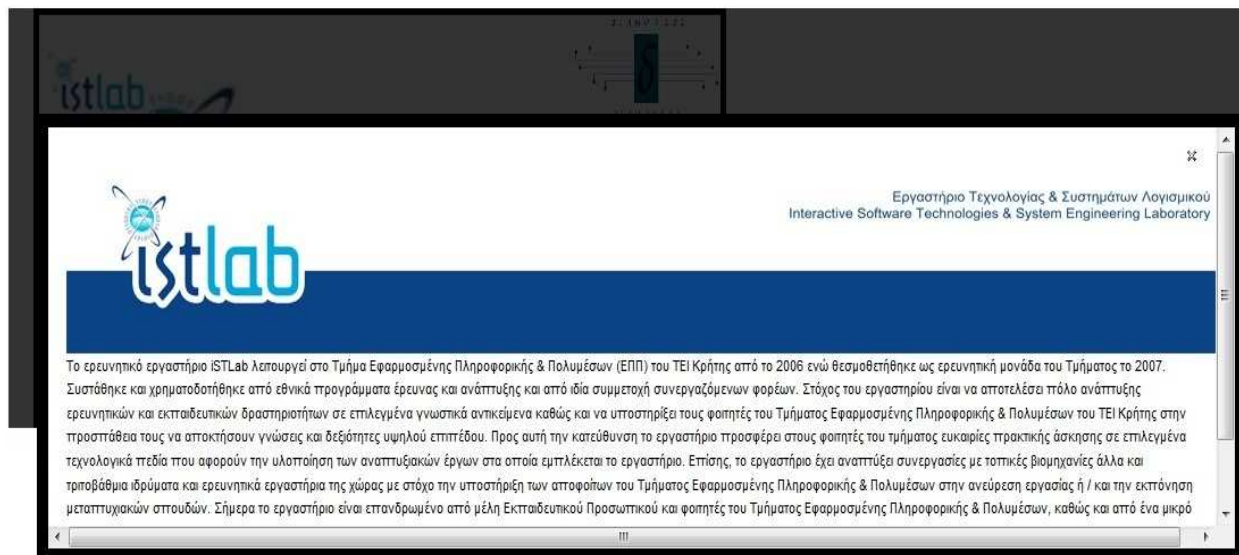 istlab
δ
Εργαστήριο Τεχνολογίας & Συστημάτων Λογισμικού
Interactive Software Technologies & System Engineering Laboratory
istlab
Το ερευνητικό εργαστήριο iSTLab λειτουργεί στο Τμήμα Εφαρμοσμένης Πληροφορικής & Πολυμέσων (ΕΠΠ) του ΤΕΙ Κρήτης από το 2006 ενώ θεσμοθετήθηκε ως ερευνητική μονάδα του Τμήματος το 2007.
Συστάθηκε και χρηματοδοτήθηκε από εθνικά προγράμματα έρευνας και ανάπτυξης και από ιδία συμμετοχή συνεργαζόμενων φορέων. Στόχος του εργαστηρίου είναι να αποτελέσει πόλο ανάπτυξης
ερευνητικών και εκπαιδευτικών δραστηριοτήτων σε επιλεγμένα γνωστικά αντικείμενα καθώς και να υποστηρίξει τους φοιτητές του Τμήματος Εφαρμοσμένης Πληροφορικής & Πολυμέσων του ΤΕΙ Κρήτης στην
προσπάθεια τους να αποκτήσουν γνώσεις και δεξιότητες υψηλού επιπέδου. Προς αυτή την κατεύθυνση το εργαστήριο προσφέρει στους φοιτητές του τμήματος ευκαιρίες πρακτικής άσκησης σε επιλεγμένα
τεχνολογικά πεδία που αφορούν την υλοποίηση των αναπτυξιακών έργων στα οποία εμπλέκεται το εργαστήριο. Επίσης, το εργαστήριο έχει αναπτύξει συνεργασίες με τοπικές βιομηχανίες άλλα και
τριτοβάθμια ιδρύματα και ερευνητικά εργαστήρια της χώρας με στόχο την υποστήριξη των αποφοίτων του Τμήματος Εφαρμοσμένης Πληροφορικής & Πολυμέσων στην ανεύρεση εργασίας ή / και την εκπόνηση
μεταπτυχιακών σπουδών. Σήμερα το εργαστήριο είναι επανδρωμένο από μέλη Εκπαιδευτικού Προσωπικού και φοιτητές του Τμήματος Εφαρμοσμένης Πληροφορικής & Πολυμέσων, καθώς και από ένα μικρό